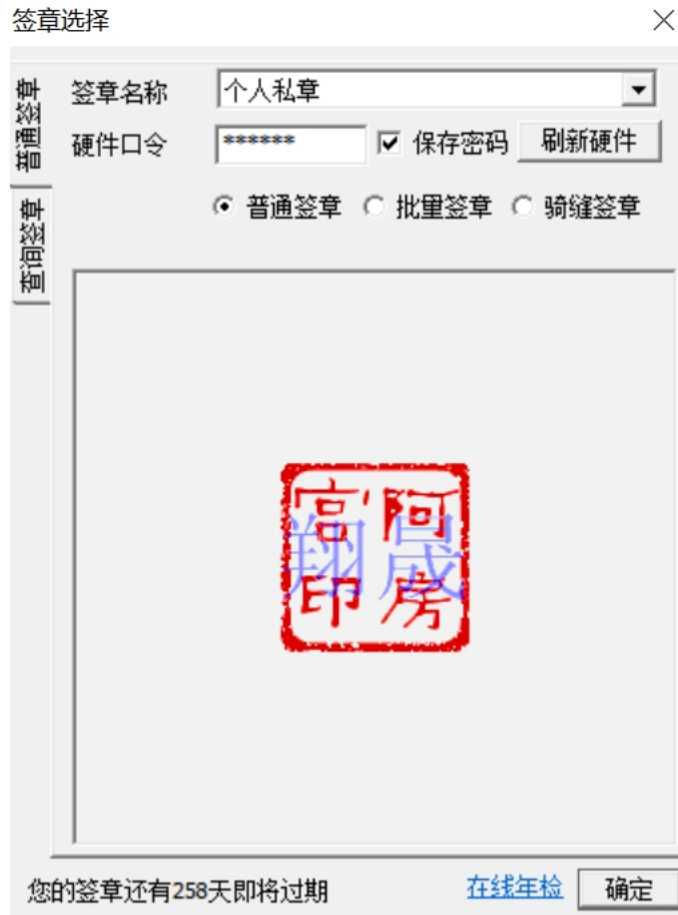 签章选择
普通签章
查询签章
签章名称 个人私章
硬件口令 ****** 保存密码 刷新硬件
普通签章 批量签章 骑缝签章
宫阿
印房
翔晟
您的签章还有258天即将过期 在线年检 确定